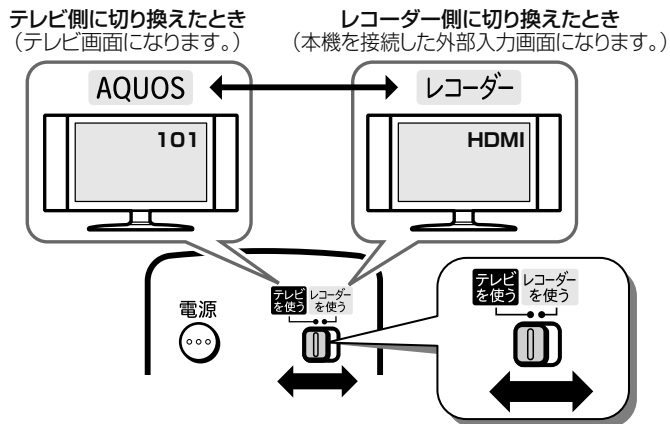 テレビ側に切り換えたとき
（テレビ画面になります。）
レコーダー側に切り換えたとき
（本機を接続した外部入力画面になります。）
AQUOS
レコーダー
101
HDMI
電源
テレビ
を使う
レコーダー
を使う
テレビ
を使う
レコーダー
を使う